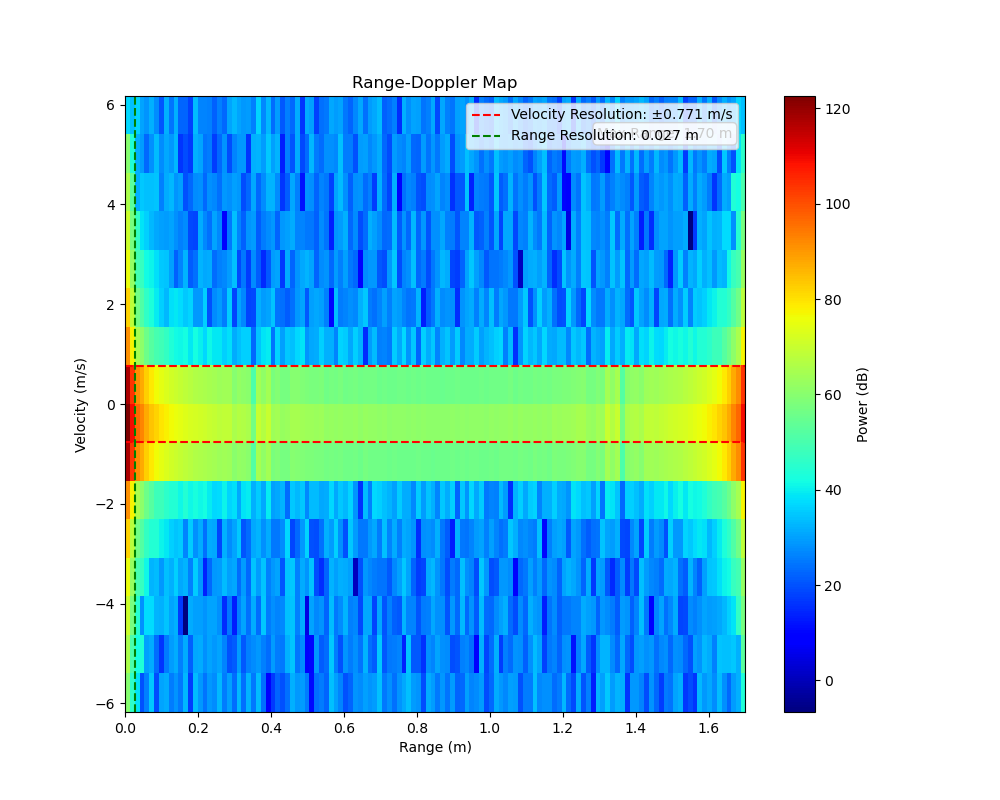 Range-Doppler Map
Velocity Resolution: ±0.771 m/s
Range Resolution: 0.027 m
70 m
6
4
2
0
−2
−4
−6
Velocity (m/s)
0.0 0.2 0.4 0.6 0.8 1.0 1.2 1.4 1.6
Range (m)
120
100
80
60
40
20
0
Power (dB)